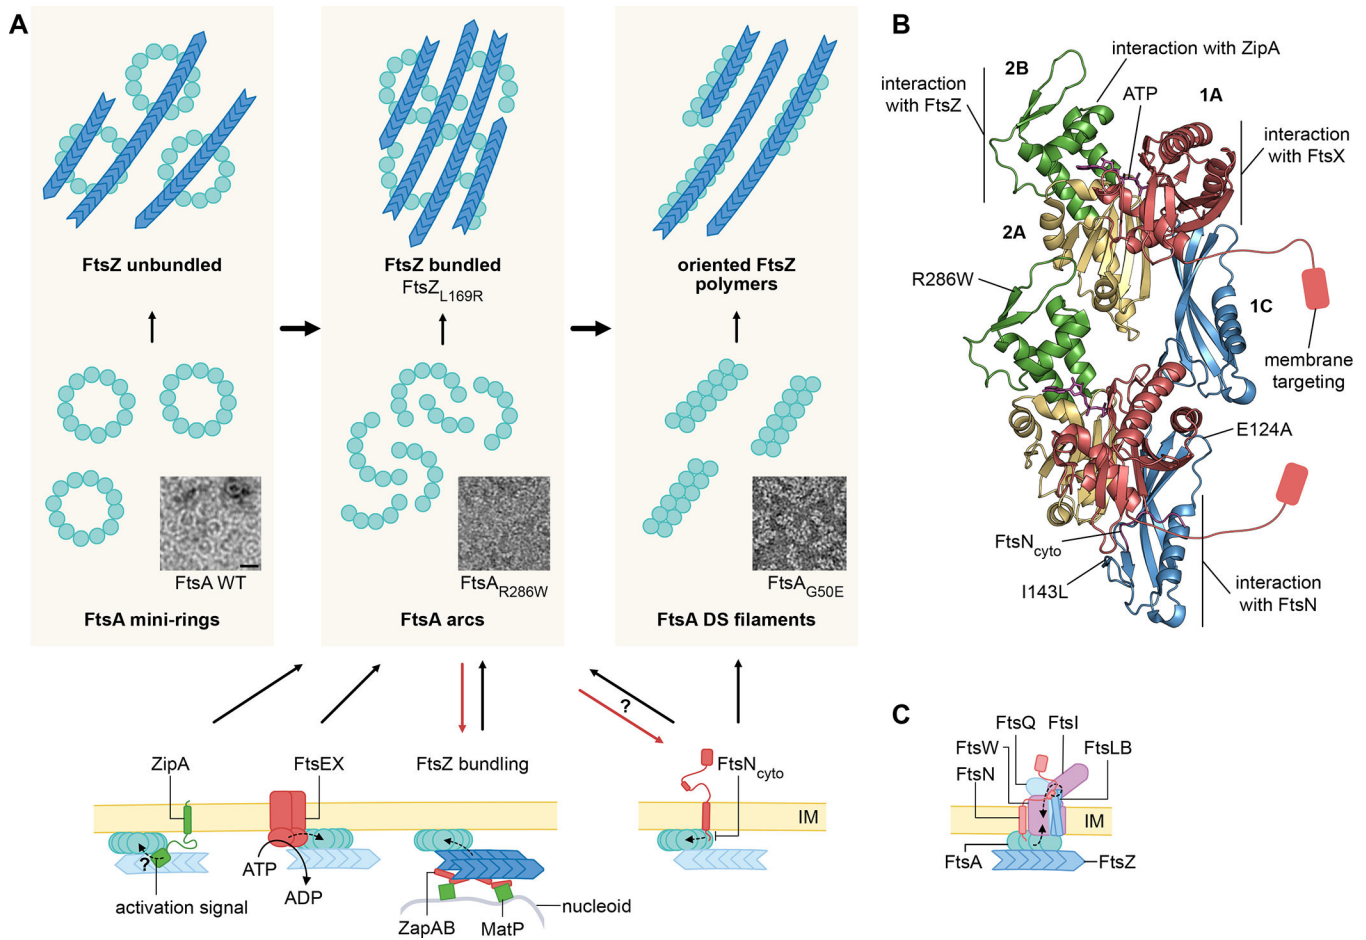 A
FtsZ unbundled
FtsZ bundled
FtsZL169R
oriented FtsZ
polymers
FtsA WT
FtsAR286W
FtsAG50E
FtsA mini-rings
FtsA arcs
FtsA DS filaments
?
ZipA
FtsEX
FtsZ bundling
FtsNcyto
IM
?
ATP
ADP
activation signal
ZapAB
MatP
nucleoid
B
2B
interaction with ZipA
interaction
with FtsZ
ATP
1A
interaction
with FtsX
2A
R286W
1C
membrane
targeting
E124A
FtsNcyto
I143L
interaction
with FtsN
C
FtsQ
FtsI
FtsW
FtsLB
FtsN
IM
FtsA
FtsZ